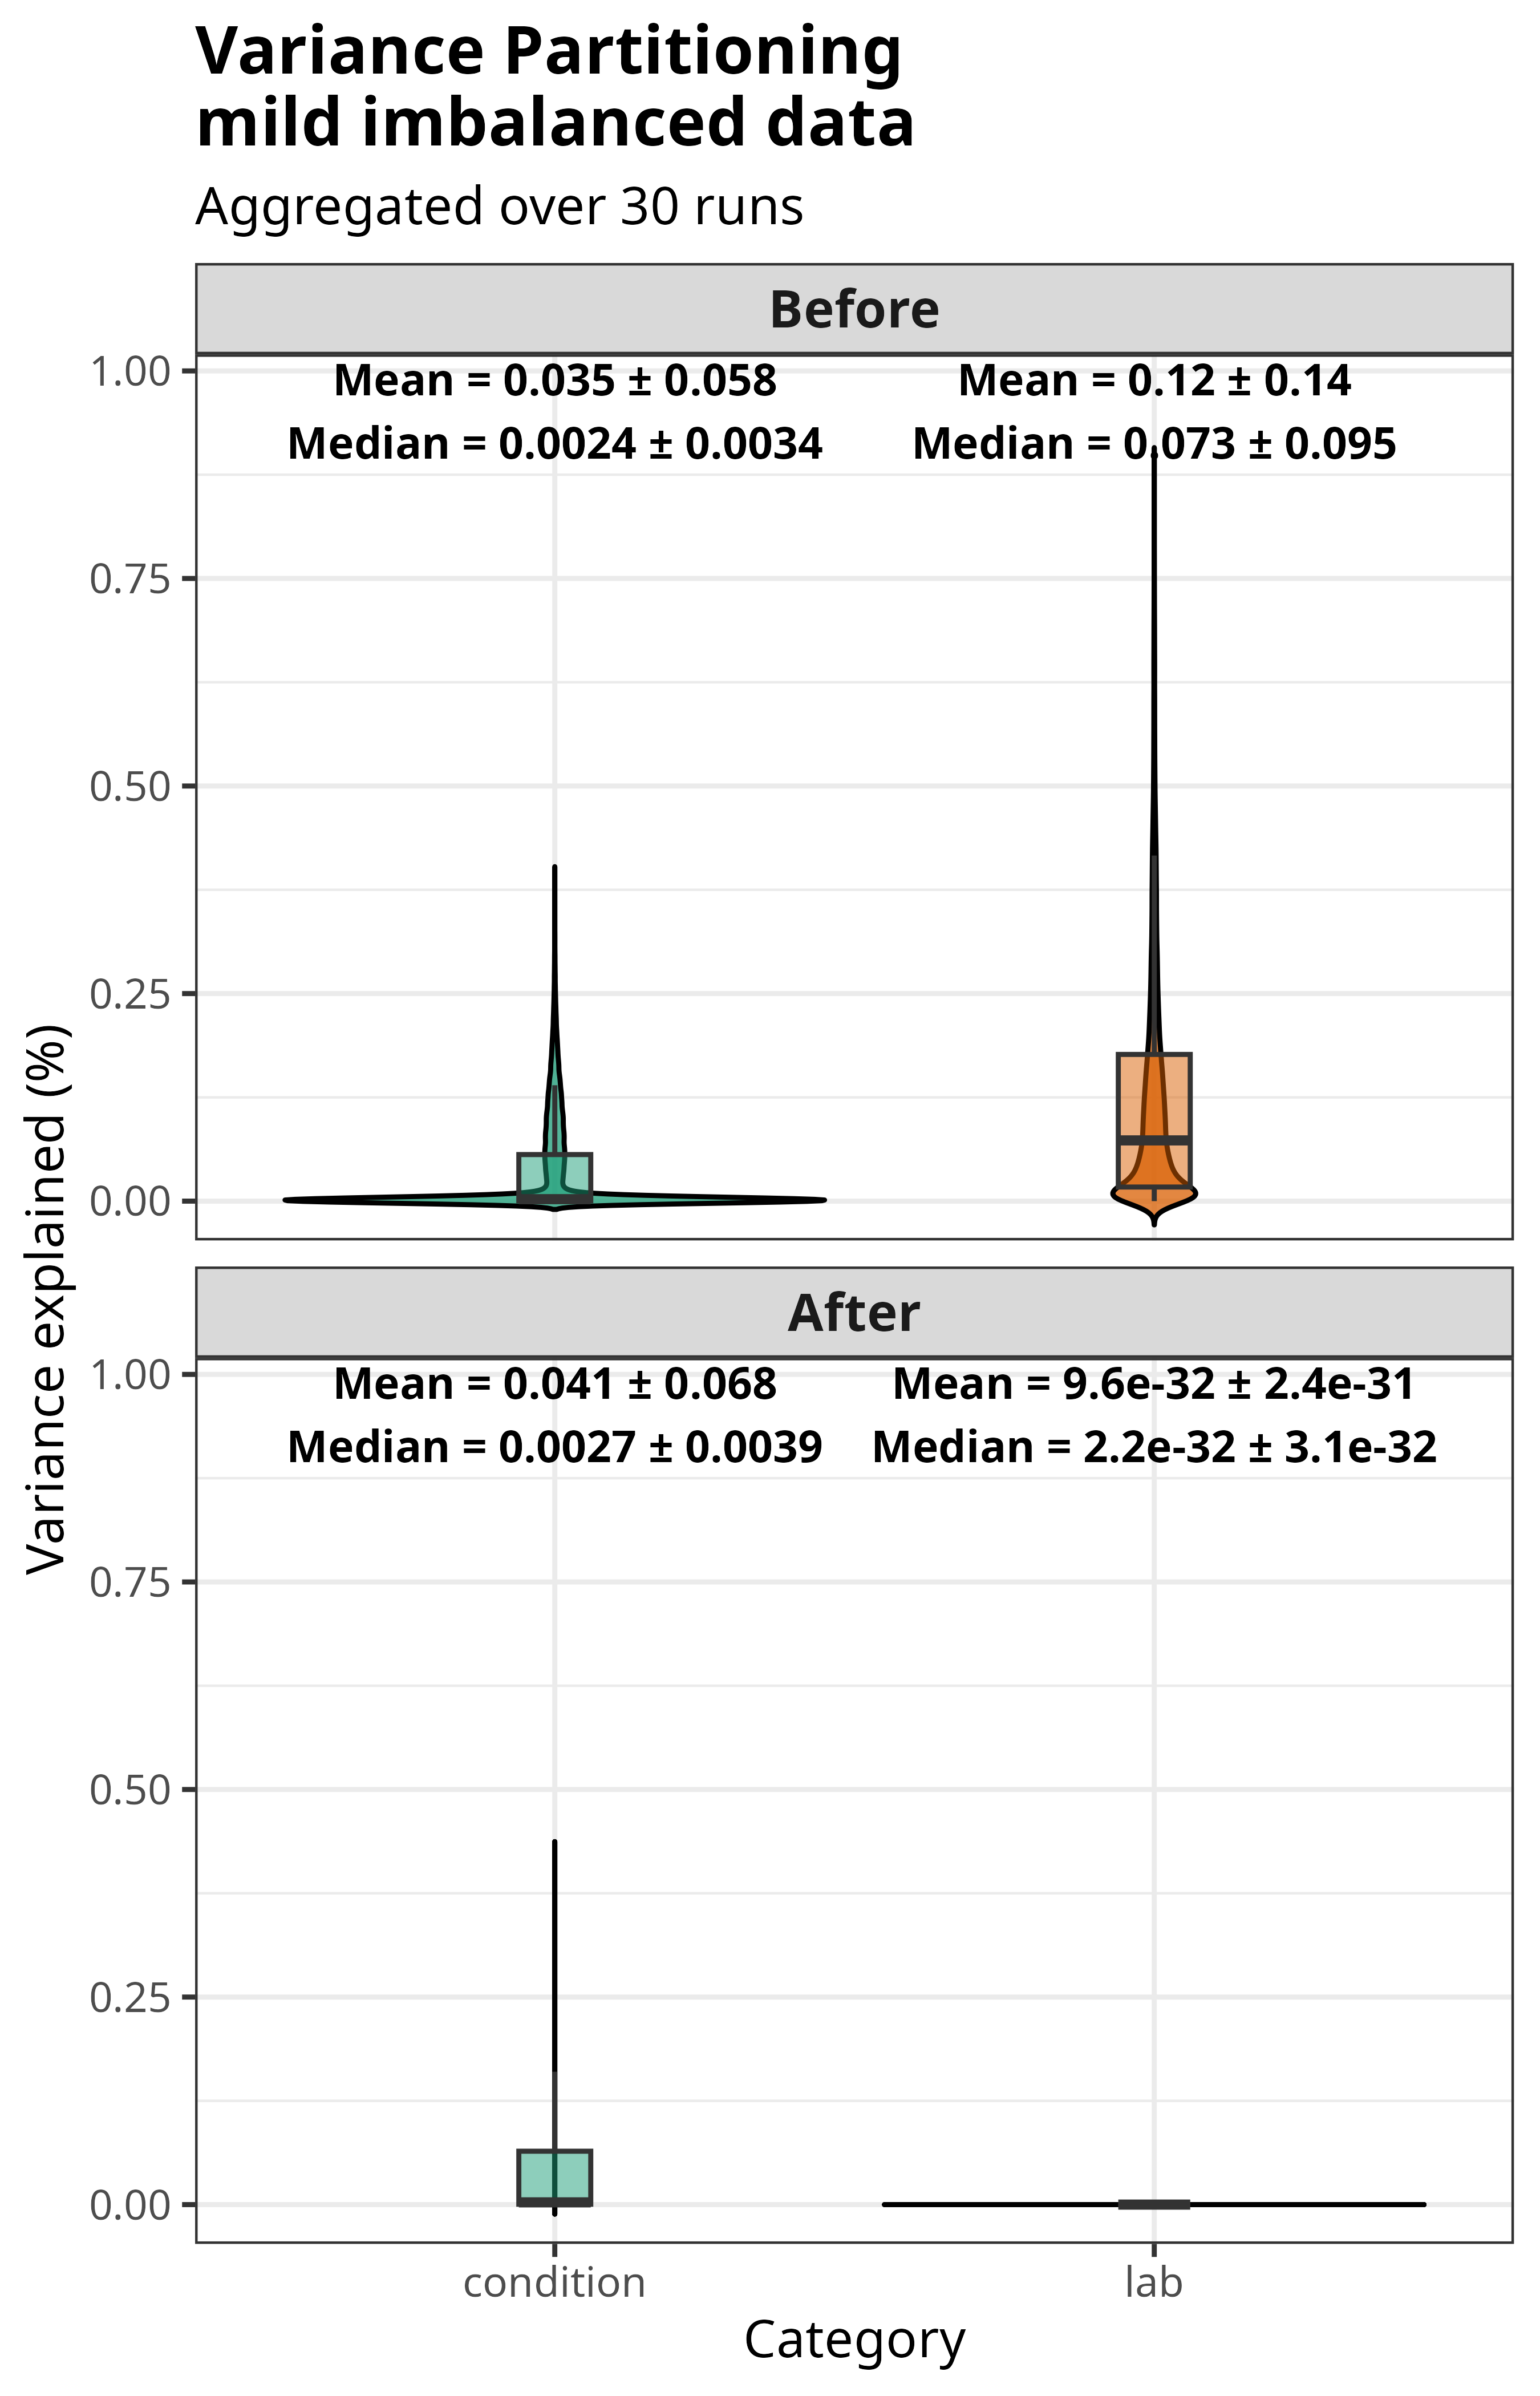 Variance Partitioning
mild imbalanced data
Aggregated over 30 runs
Before
Mean = 0.035 ± 0.058
Mean = 0.12 ± 0.14
Median = 0.0024 ± 0.0034
Median = 0.073 ± 0.095
1.00
0.75
0.50
0.25
0.00
Variance explained (%)
After
Mean = 0.041 ± 0.068
Mean = 9.6e-32 ± 2.4e-31
Median = 0.0027 ± 0.0039
Median = 2.2e-32 ± 3.1e-32
1.00
0.75
0.50
0.25
0.00
condition
lab
Category